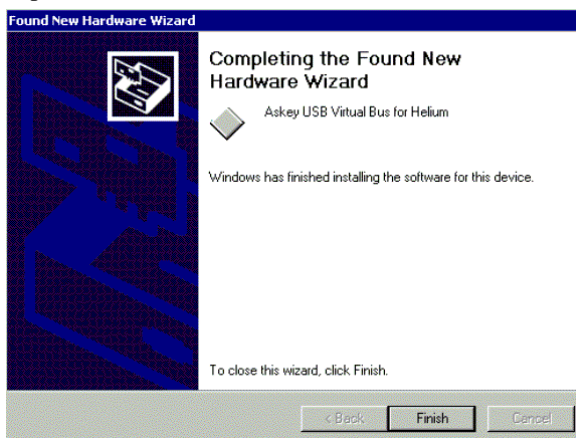 Found New Hardware Wizard
Completing the Found New
Hardware Wizard
Askey USB Virtual Bus for Helium
Windows has finished installing the software for this device.
To close this wizard, click Finish.
< Back
Finish
Cancel